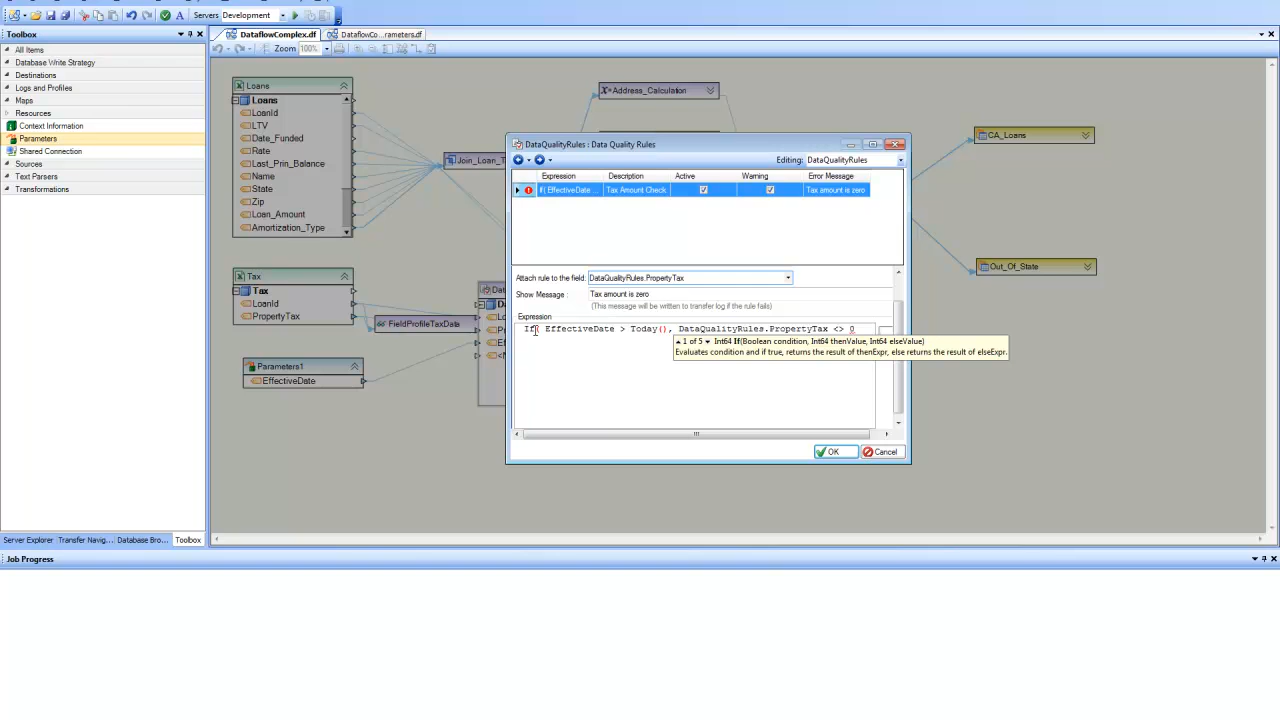 Servers Development
Toolbox
DataflowComplex.df
DataflowCo...rameters.df
All Items
Zoom 100%
Database Write Strategy
Destinations
Logs and Profiles
Maps
Resources
Context Information
Parameters
Shared Connection
Sources
Text Parsers
Transformations
Loans
Loans
LoanId
LTV
Date_Funded
Rate
Last_Prin_Balance
Name
State
Zip
Loan_Amount
Amortization_Type
Tax
Tax
LoanId
PropertyTax
Parameters1
EffectiveDate
FieldProfileTaxData
Join_Loan_T
Address_Calculation
CA_Loans
Out_Of_State
DataQualityRules : Data Quality Rules
Editing: DataQualityRules
Expression Description Active Warning Error Message
If( EffectiveDate ... Tax Amount Check Tax amount is zero
Attach rule to the field: DataQualityRules.PropertyTax
Show Message : Tax amount is zero
(This message will be written to transfer log if the rule fails)
Expression
If( EffectiveDate > Today(), DataQualityRules.PropertyTax <> 0
1 of 5 Int64 If(Boolean condition, Int64 thenValue, Int64 elseValue)
Evaluates condition and if true, returns the result of thenExpr, else returns the result of elseExpr.
OK Cancel
Server Explorer Transfer Navig... Database Bro... Toolbox
Job Progress